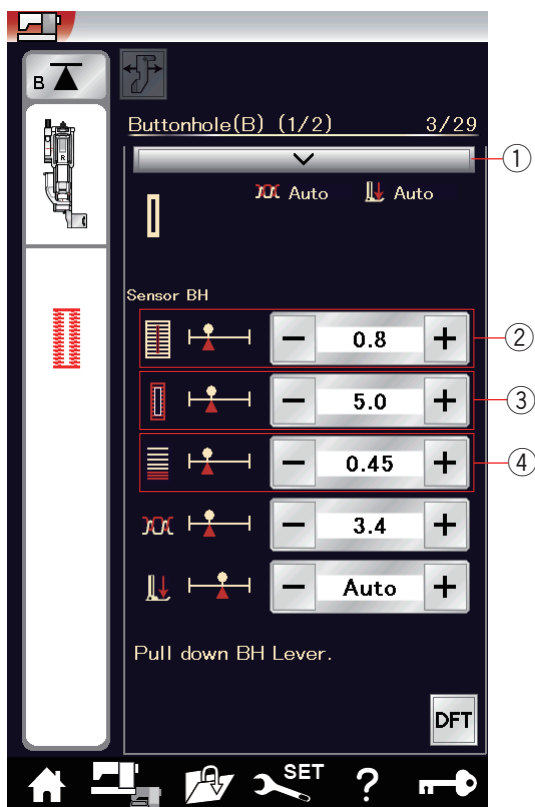 B
Buttonhole(B) (1/2) 3/29
1
Auto Auto
Sensor BH
− 0.8 + 2
− 5.0 + 3
− 0.45 + 4
− 3.4 +
− Auto +
Pull down BH Lever.
DFT
SET ?
R